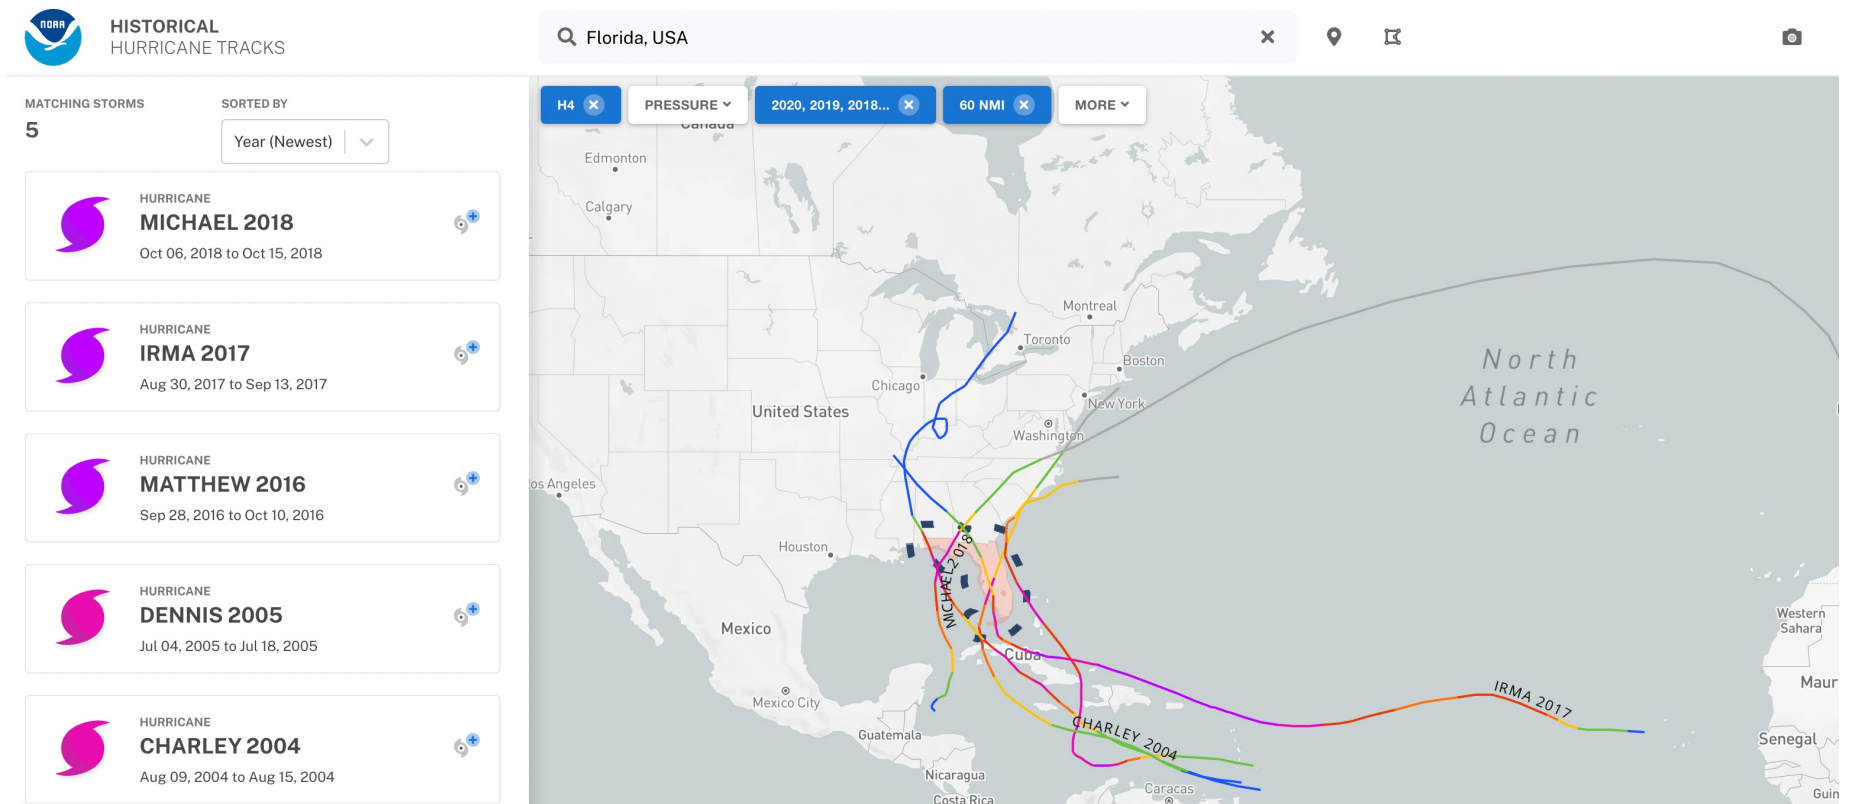 NOAA
HISTORICAL
HURRICANE TRACKS
Florida, USA
MATCHING STORMS
5
SORTED BY
Year (Newest)
HURRICANE
MICHAEL 2018
Oct 06, 2018 to Oct 15, 2018
HURRICANE
IRMA 2017
Aug 30, 2017 to Sep 13, 2017
HURRICANE
MATTHEW 2016
Sep 28, 2016 to Oct 10, 2016
HURRICANE
DENNIS 2005
Jul 04, 2005 to Jul 18, 2005
HURRICANE
CHARLEY 2004
Aug 09, 2004 to Aug 15, 2004
H4
PRESSURE
2020, 2019, 2018...
60 NMI
MORE
Canada
Edmonton
Calgary
Montreal
Toronto
Boston
Chicago
New York
United States
Washington
os Angeles
North
Atlantic
Ocean
Houston
MICHAEL 2018
Mexico
Cuba
Western
Sahara
Mexico City
IRMA 2017
Maur
CHARLEY 2004
Guatemala
Senegal
Nicaragua
Caracas
Costa Rica
Guin